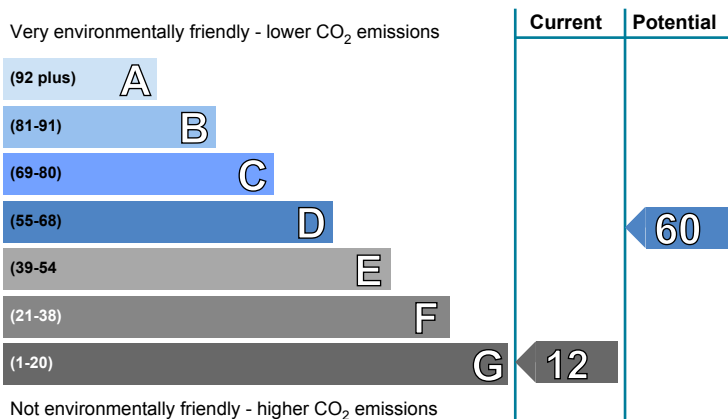 Very environmentally friendly - lower CO2 emissions
Current
Potential
(92 plus) A
(81-91) B
(69-80) C
(55-68) D
60
(39-54 E
(21-38) F
(1-20) G
12
Not environmentally friendly - higher CO2 emissions